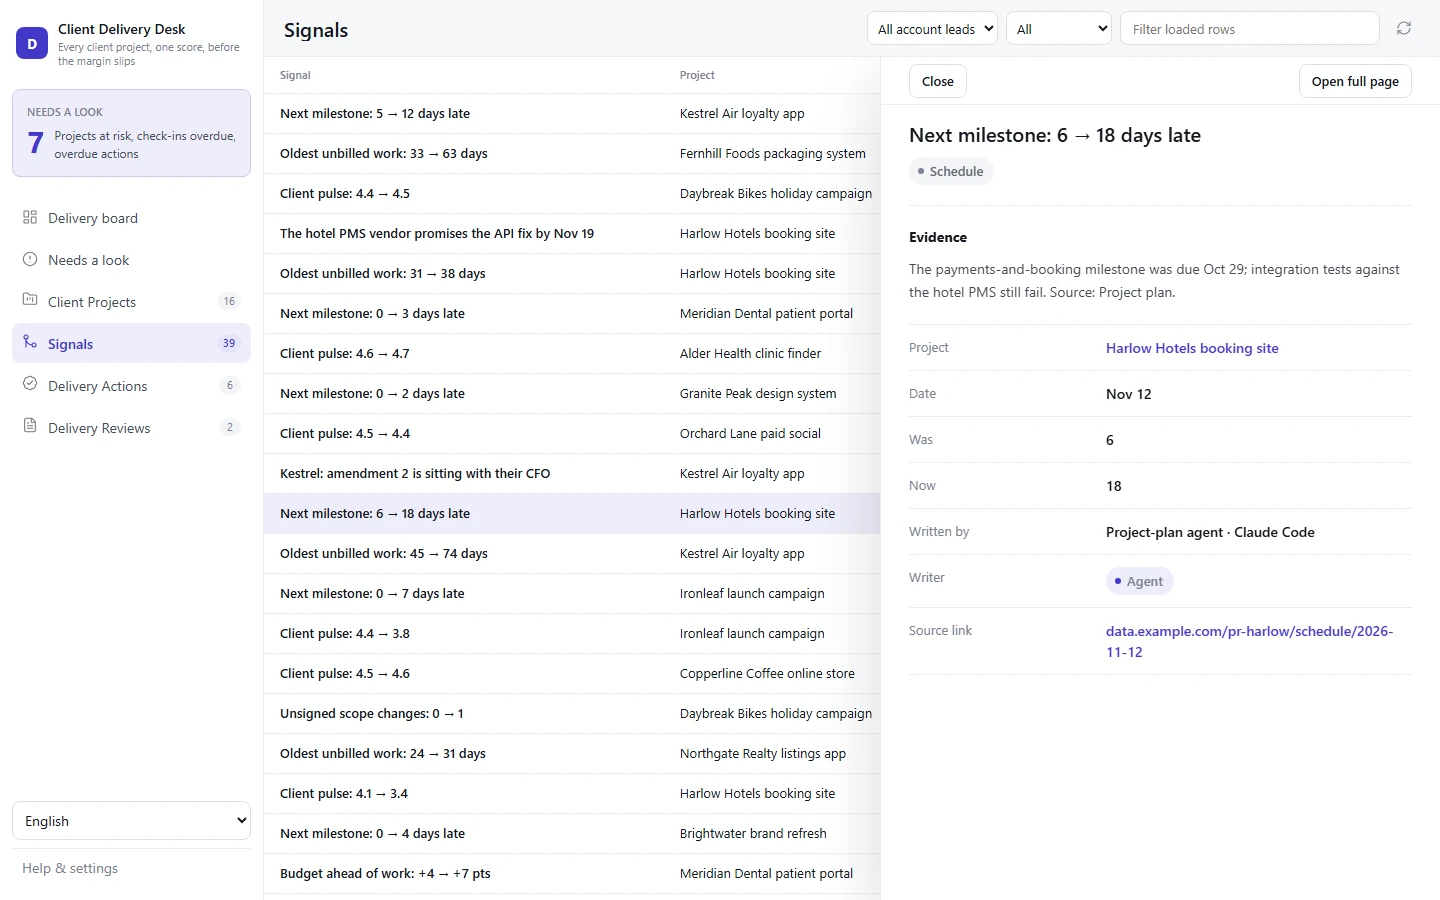 D
Client Delivery Desk
Every client project, one score, before
the margin slips
NEEDS A LOOK
7
Projects at risk, check-ins overdue,
overdue actions
Delivery board
Needs a look
Client Projects 16
Signals 39
Delivery Actions 6
Delivery Reviews 2
English
Help & settings
Signals
All account leads
All
Filter loaded rows
Signal Project
Next milestone: 5 → 12 days late Kestrel Air loyalty app
Oldest unbilled work: 33 → 63 days Fernhill Foods packaging system
Client pulse: 4.4 → 4.5 Daybreak Bikes holiday campaign
The hotel PMS vendor promises the API fix by Nov 19 Harlow Hotels booking site
Oldest unbilled work: 31 → 38 days Harlow Hotels booking site
Next milestone: 0 → 3 days late Meridian Dental patient portal
Client pulse: 4.6 → 4.7 Alder Health clinic finder
Next milestone: 0 → 2 days late Granite Peak design system
Client pulse: 4.5 → 4.4 Orchard Lane paid social
Kestrel: amendment 2 is sitting with their CFO Kestrel Air loyalty app
Next milestone: 6 → 18 days late Harlow Hotels booking site
Oldest unbilled work: 45 → 74 days Kestrel Air loyalty app
Next milestone: 0 → 7 days late Ironleaf launch campaign
Client pulse: 4.4 → 3.8 Ironleaf launch campaign
Client pulse: 4.5 → 4.6 Copperline Coffee online store
Unsigned scope changes: 0 → 1 Daybreak Bikes holiday campaign
Oldest unbilled work: 24 → 31 days Northgate Realty listings app
Client pulse: 4.1 → 3.4 Harlow Hotels booking site
Next milestone: 0 → 4 days late Brightwater brand refresh
Budget ahead of work: +4 → +7 pts Meridian Dental patient portal
Close
Open full page
Next milestone: 6 → 18 days late
Schedule
Evidence
The payments-and-booking milestone was due Oct 29; integration tests against
the hotel PMS still fail. Source: Project plan.
Project Harlow Hotels booking site
Date Nov 12
Was 6
Now 18
Written by Project-plan agent · Claude Code
Writer Agent
Source link data.example.com/pr-harlow/schedule/2026-
11-12